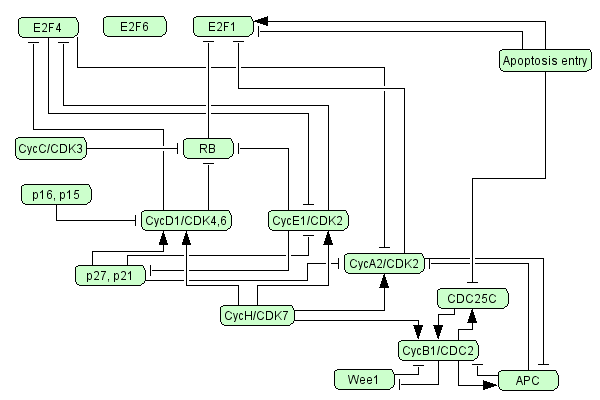 E2F4
E2F6
E2F1
Apoptosis entry
CycC/CDK3
RB
p16, p15
CycD1/CDK4,6
CycE1/CDK2
p27, p21
CycA2/CDK2
CDC25C
CycH/CDK7
CycB1/CDC2
Wee1
APC